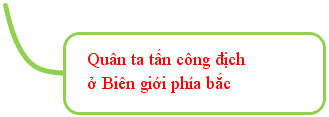 Quân ta tấn công địch
ở Biên giới phía bắc